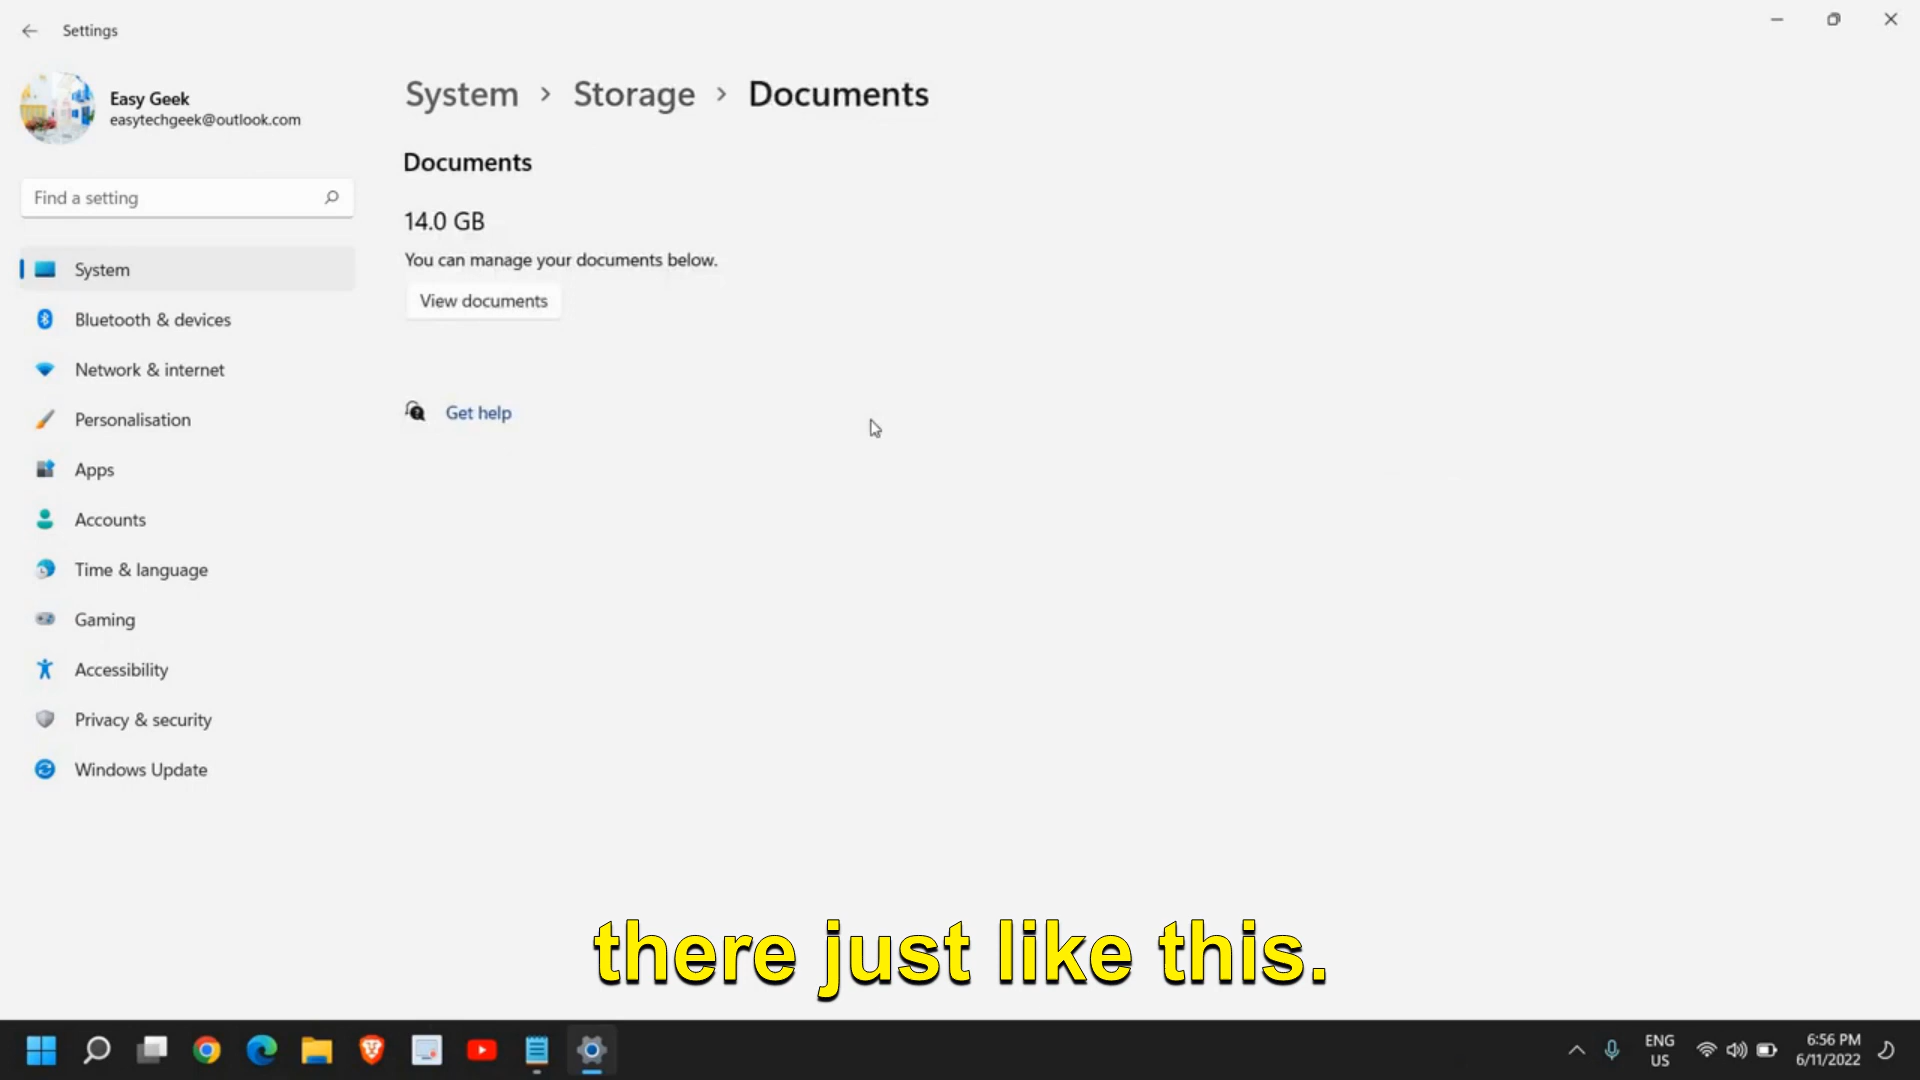 Settings
Easy Geek
easytechgeek@outlook.com
Find a setting
System
Bluetooth & devices
Network & internet
Personalisation
Apps
Accounts
Time & language
Gaming
Accessibility
Privacy & security
Windows Update
System > Storage > Documents
Documents
14.0 GB
You can manage your documents below.
View documents
Get help
there just like this.
ENG
US
6:56 PM
6/11/2022